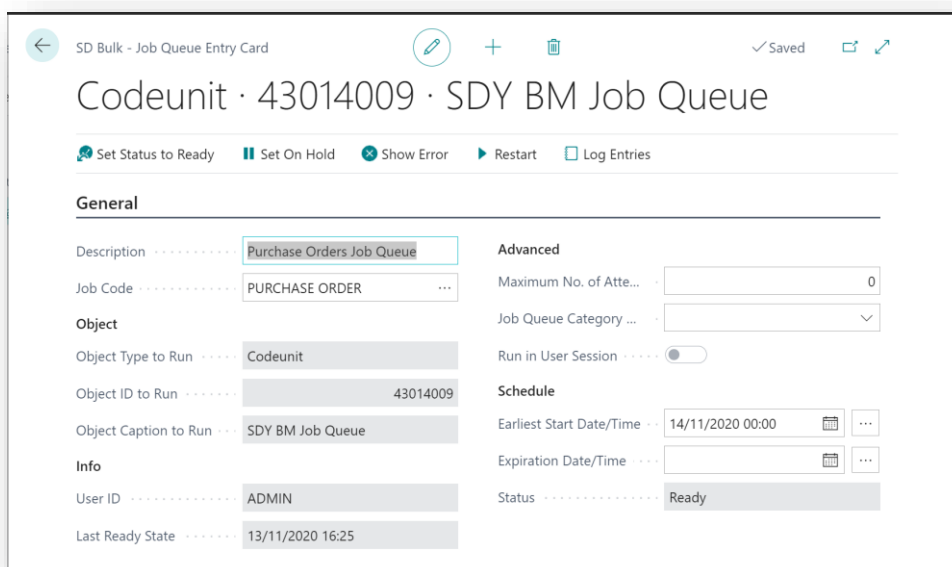 SD Bulk - Job Queue Entry Card
Saved
Codeunit · 43014009 · SDY BM Job Queue
Set Status to Ready
Set On Hold
Show Error
Restart
Log Entries
General
Description
Purchase Orders Job Queue
Job Code
PURCHASE ORDER
Object
Object Type to Run
Codeunit
Object ID to Run
43014009
Object Caption to Run
SDY BM Job Queue
Info
User ID
ADMIN
Last Ready State
13/11/2020 16:25
Advanced
Maximum No. of Atte...
0
Job Queue Category ...
Run in User Session
Schedule
Earliest Start Date/Time
14/11/2020 00:00
Expiration Date/Time
Status
Ready